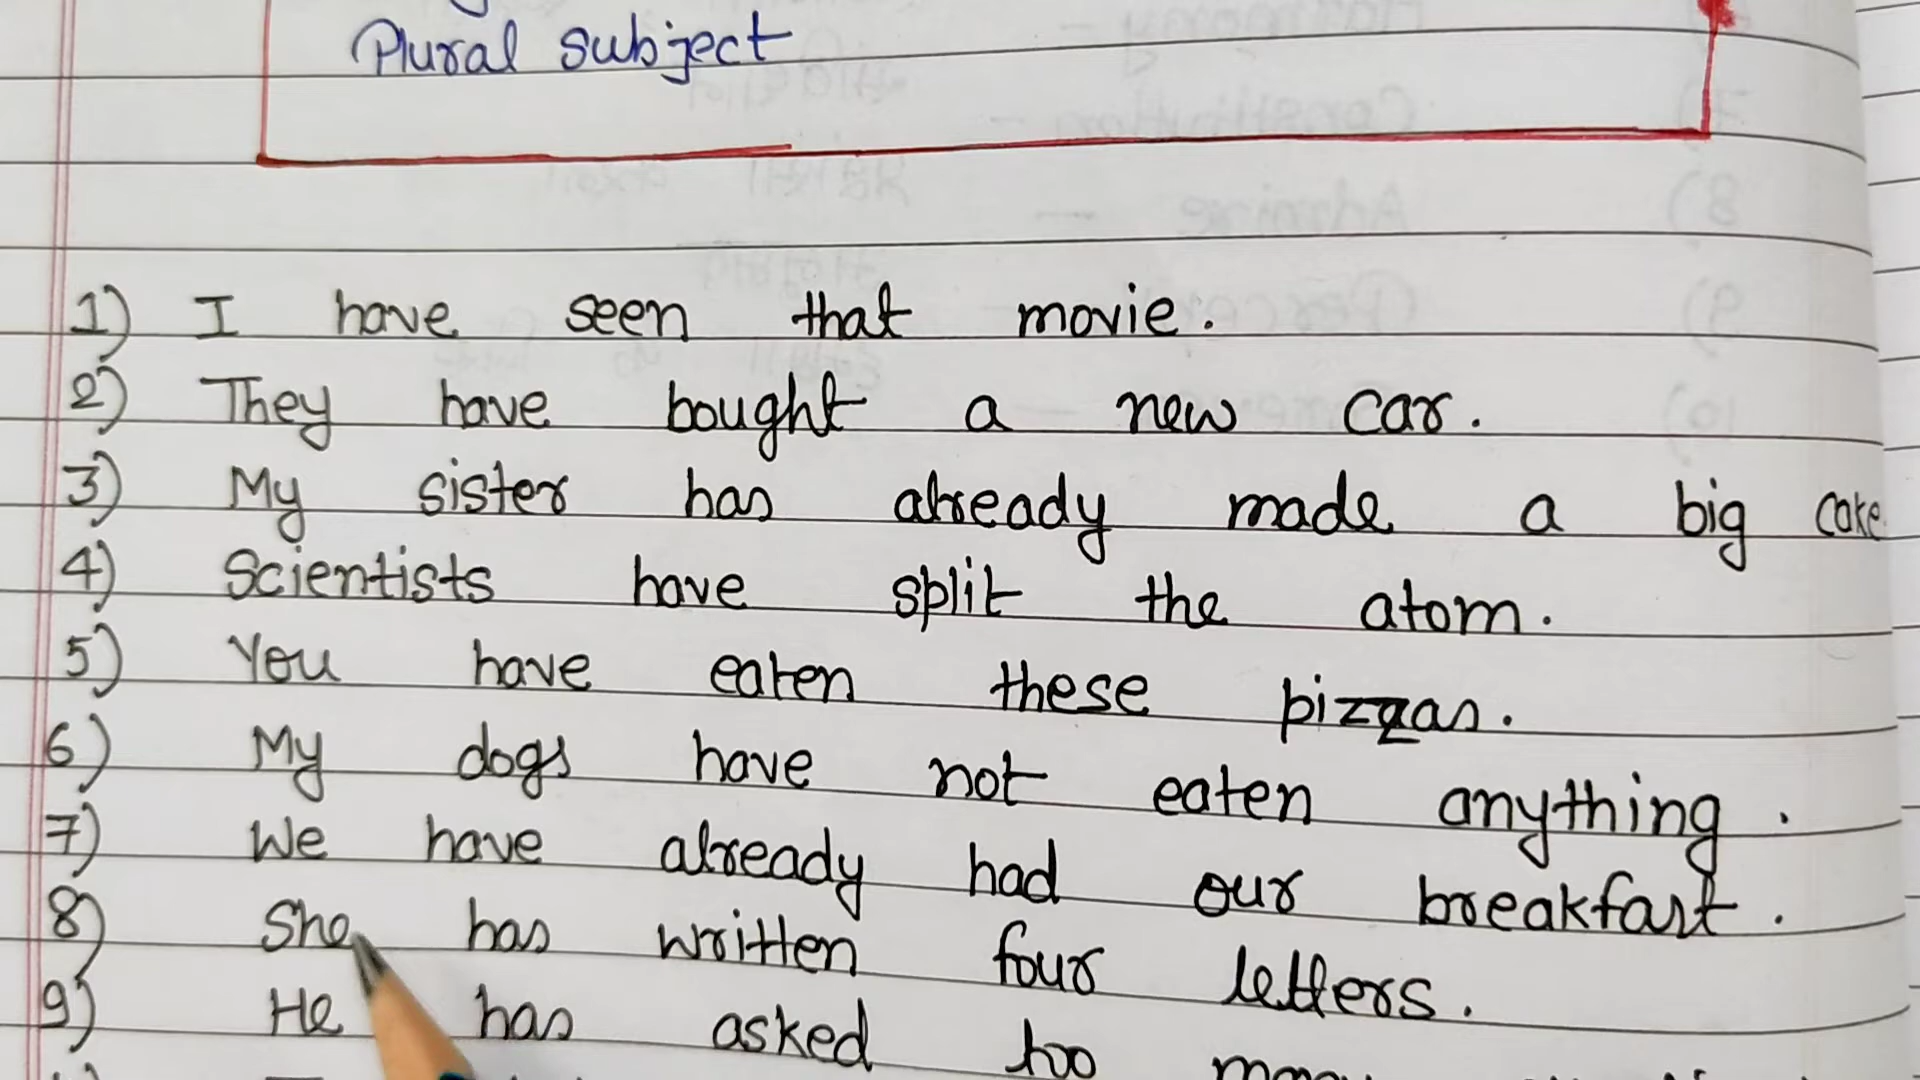 Plural subject
1) I have seen that movie.
2) They have bought a new car.
3) My sister has already made a big cake
4) Scientists have split the atom.
5) You have eaten these pizzas.
6) My dogs have not eaten anything.
7) We have already had our breakfast.
8) She has written four letters.
9) He has asked too many